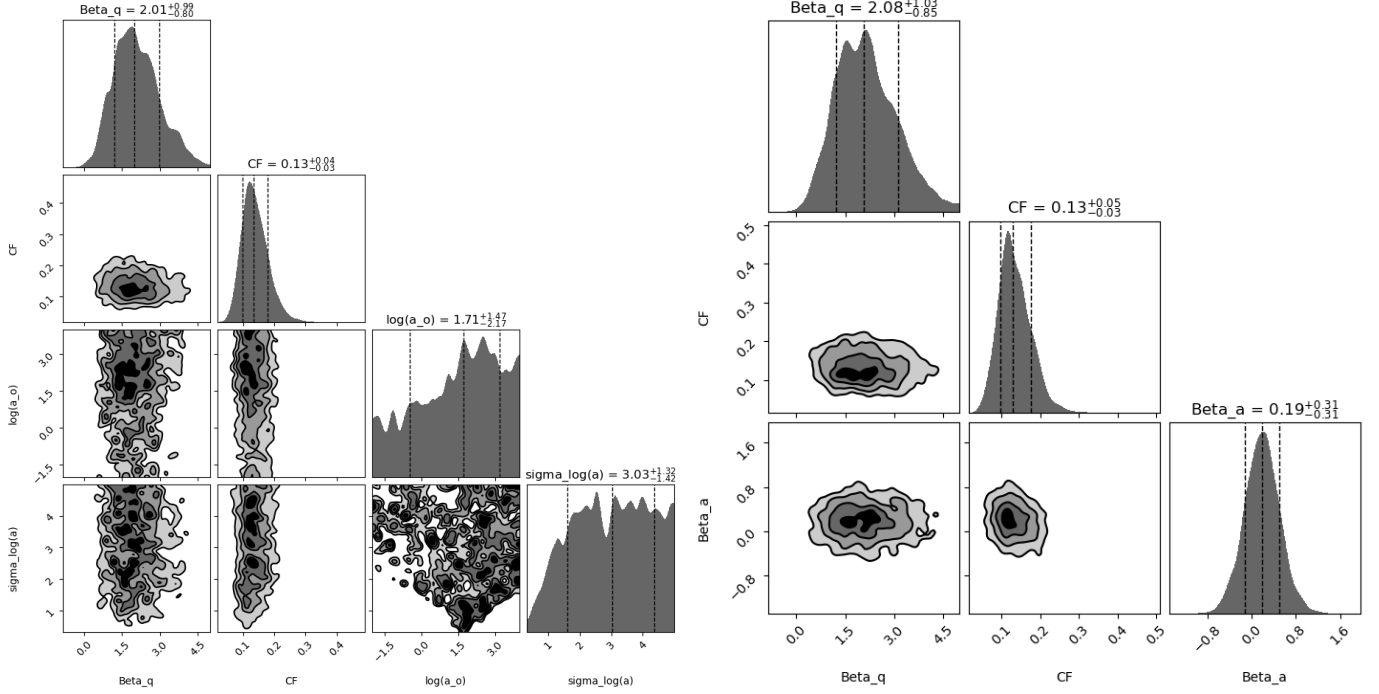 Beta_q = 2.01+0.99 −0.80
CF = 0.13+0.04 −0.03
log(a_o) = 1.71+1.47 −2.17
sigma_log(a) = 3.03+1.32 −1.42
CF
0.4
0.3
0.2
0.1
log(a_o)
3.0
1.5
0.0
−1.5
sigma_log(a)
4
3
2
1
0.0 1.5 3.0 4.5
Beta_q
0.1 0.2 0.3 0.4
CF
−1.5 0.0 1.5 3.0
log(a_o)
1 2 3 4
sigma_log(a)
Beta_q = 2.08+1.03 −0.85
CF = 0.13+0.05 −0.03
Beta_a = 0.19+0.31 −0.31
CF
0.5
0.4
0.3
0.2
0.1
Beta_a
1.6
0.8
0.0
−0.8
0.0 1.5 3.0 4.5
Beta_q
0.1 0.2 0.3 0.4 0.5
CF
−0.8 0.0 0.8 1.6
Beta_a